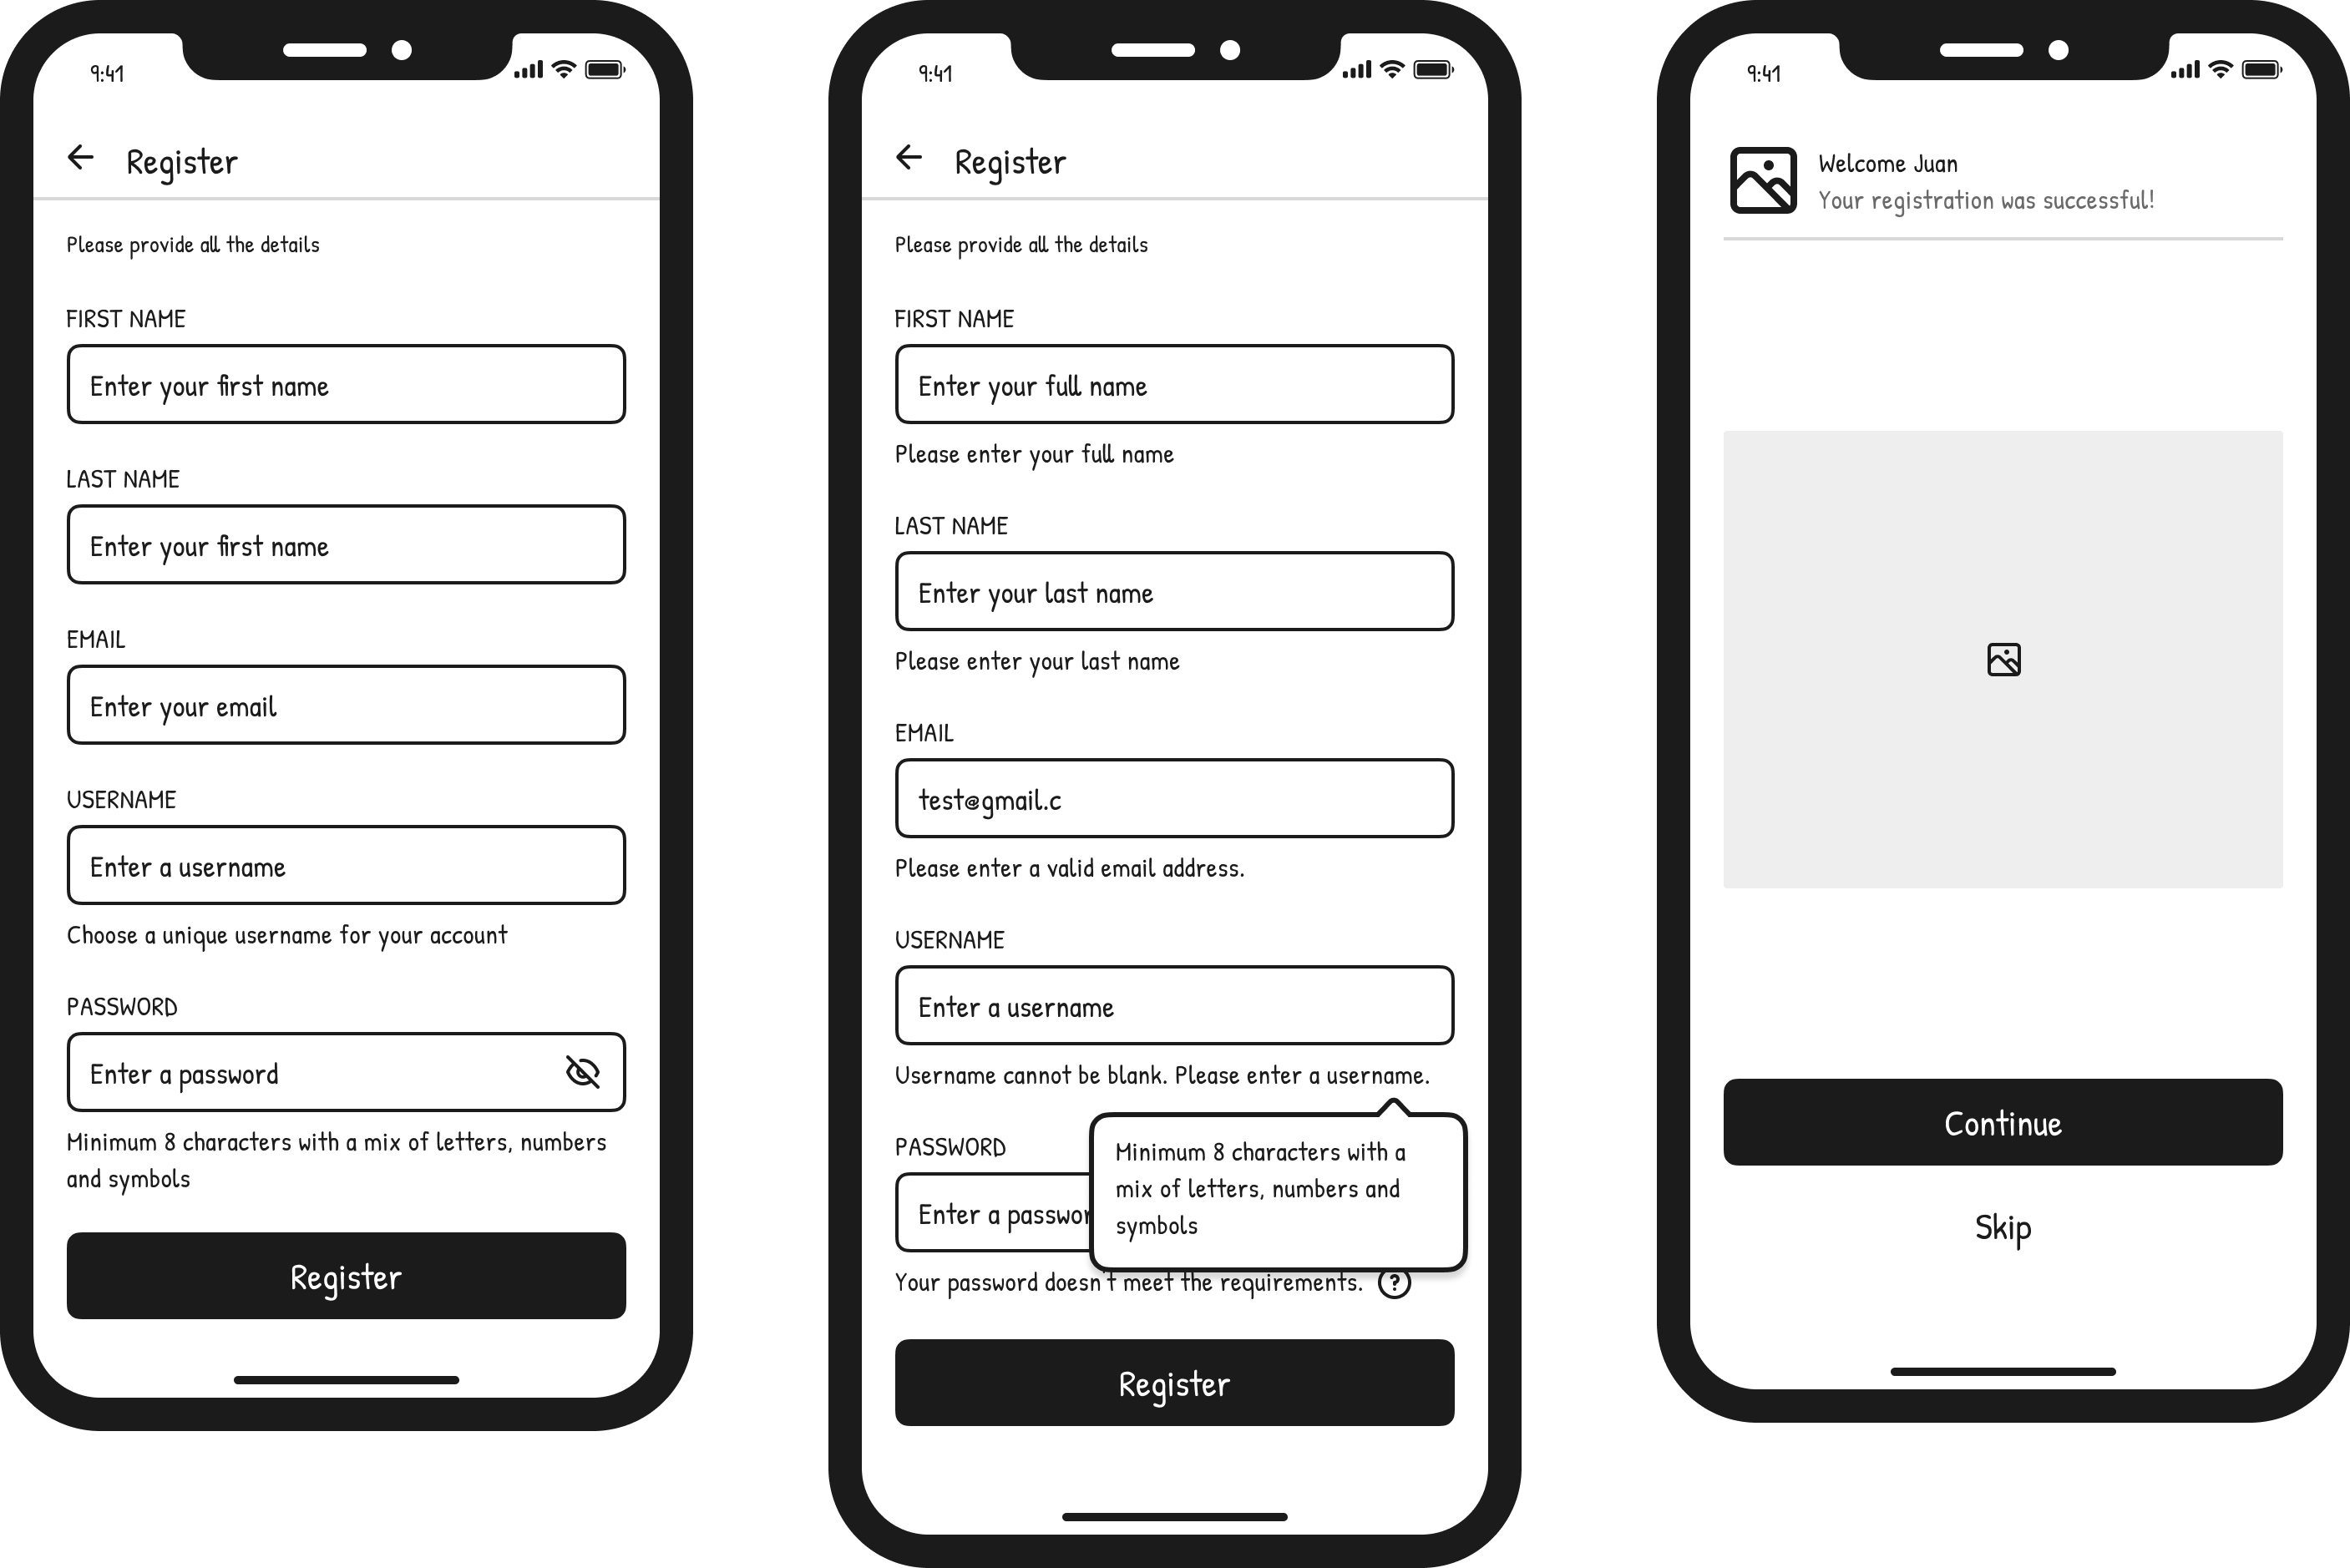 9:41
Register
Please provide all the details
FIRST NAME
Enter your first name
LAST NAME
Enter your first name
EMAIL
Enter your email
USERNAME
Enter a username
Choose a unique username for your account
PASSWORD
Enter a password
Minimum 8 characters with a mix of letters, numbers
and symbols
Register
9:41
Register
Please provide all the details
FIRST NAME
Enter your full name
Please enter your full name
LAST NAME
Enter your last name
Please enter your last name
EMAIL
test@gmail.c
Please enter a valid email address.
USERNAME
Enter a username
Username cannot be blank. Please enter a username.
PASSWORD
Minimum 8 characters with a
mix of letters, numbers and
symbols
Enter a passwor
Your password doesn't meet the requirements. ?
Register
9:41
Welcome Juan
Your registration was successful!
Continue
Skip